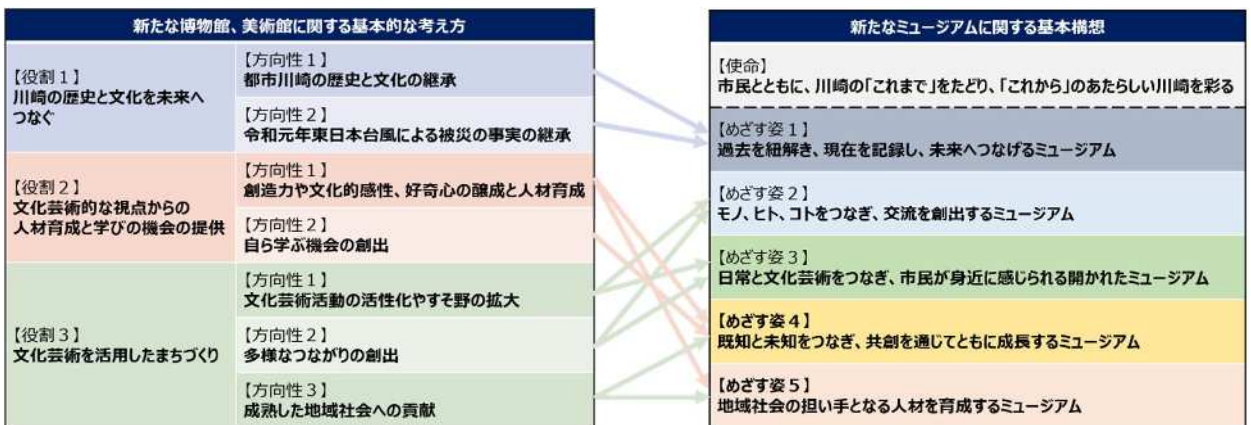 新たな博物館、美術館に関する基本的な考え方
【役割1】
川崎の歴史と文化を未来へ
つなぐ
【方向性1】
都市川崎の歴史と文化の継承
【方向性2】
令和元年東日本台風による被災の事実の継承
【役割2】
文化芸術的な視点からの
人材育成と学びの機会の提供
【方向性1】
創造力や文化的感性、好奇心の醸成と人材育成
【方向性2】
自ら学ぶ機会の創出
【役割3】
文化芸術を活用したまちづくり
【方向性1】
文化芸術活動の活性化やすそ野の拡大
【方向性2】
多様なつながりの創出
【方向性3】
成熟した地域社会への貢献
新たなミュージアムに関する基本構想
【使命】
市民とともに、川崎の「これまで」をたどり、「これから」のあたらしい川崎を彩る
【めざす姿1】
過去を紐解き、現在を記録し、未来へつなげるミュージアム
【めざす姿2】
モノ、ヒト、コトをつなぎ、交流を創出するミュージアム
【めざす姿3】
日常と文化芸術をつなぎ、市民が身近に感じられる開かれたミュージアム
【めざす姿4】
既知と未知をつなぎ、共創を通じてともに成長するミュージアム
【めざす姿5】
地域社会の担い手となる人材を育成するミュージアム